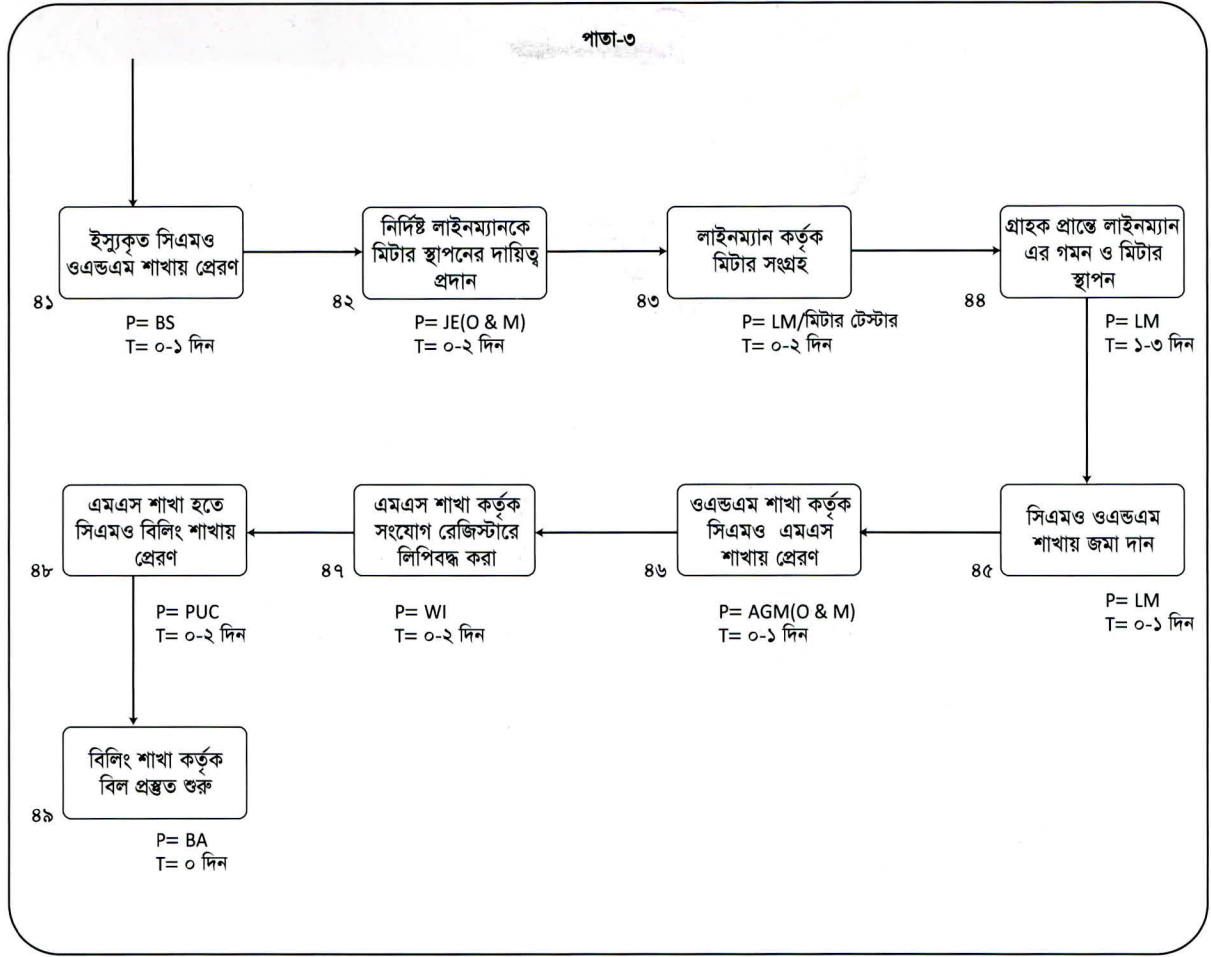 পাতা-৩
ইস্যুকৃত সিএমও
ওএন্ডএম শাখায় প্রেরণ
৪১
P= BS
T= ০-১ দিন
নির্দিষ্ট লাইনম্যানকে
মিটার স্থাপনের দায়িত্ব
প্রদান
৪২
P= JE(O & M)
T= ০-২ দিন
লাইনম্যান কর্তৃক
মিটার সংগ্রহ
৪৩
P= LM/মিটার টেস্টার
T= ০-২ দিন
গ্রাহক প্রান্তে লাইনম্যান
এর গমন ও মিটার
স্থাপন
৪৪
P= LM
T= ১-৩ দিন
সিএমও ওএন্ডএম
শাখায় জমা দান
৪৫
P= LM
T= ০-১ দিন
ওএন্ডএম শাখা কর্তৃক
সিএমও এমএস
শাখায় প্রেরণ
৪৬
P= AGM(O & M)
T= ০-১ দিন
এমএস শাখা কর্তৃক
সংযোগ রেজিস্টারে
লিপিবদ্ধ করা
৪৭
P= WI
T= ০-২ দিন
এমএস শাখা হতে
সিএমও বিলিং শাখায়
প্রেরণ
৪৮
P= PUC
T= ০-২ দিন
বিলিং শাখা কর্তৃক
বিল প্রস্তুত শুরু
৪৯
P= BA
T= ০ দিন